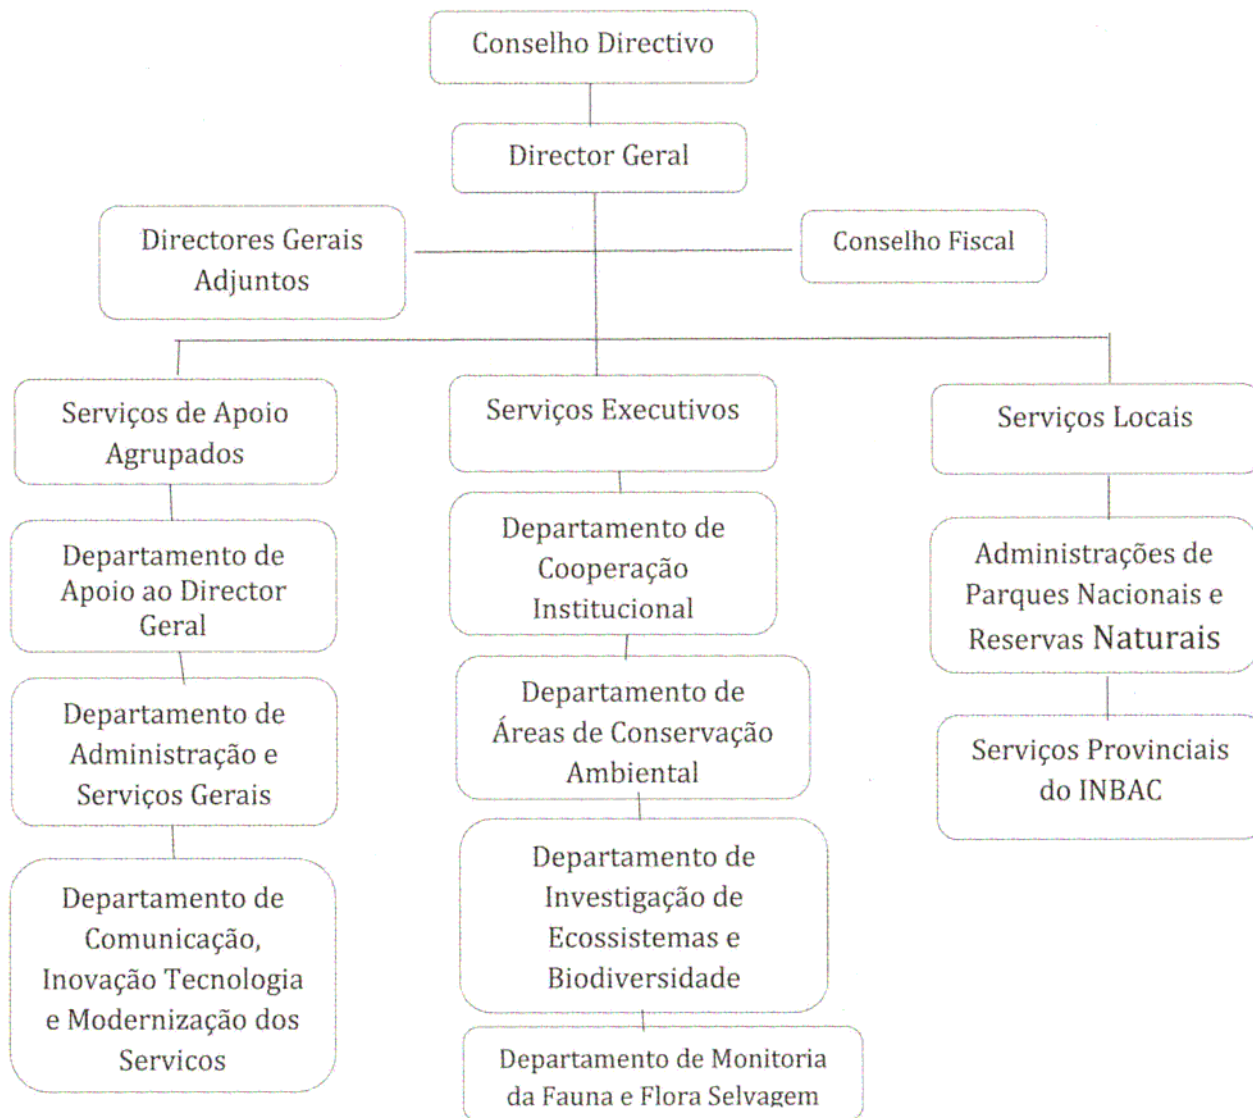 Conselho Directivo
Director Geral
Directores Gerais
Adjuntos
Conselho Fiscal
Serviços de Apoio
Agrupados
Departamento de
Apoio ao Director
Geral
Departamento de
Administração e
Serviços Gerais
Departamento de
Comunicação,
Inovação Tecnologia
e Modernização dos
Servicos
Serviços Executivos
Departamento de
Cooperação
Institucional
Departamento de
Áreas de Conservação
Ambiental
Departamento de
Investigação de
Ecossistemas e
Biodiversidade
Departamento de Monitoria
da Fauna e Flora Selvagem
Serviços Locais
Administrações de
Parques Nacionais e
Reservas Naturais
Serviços Provinciais
do INBAC